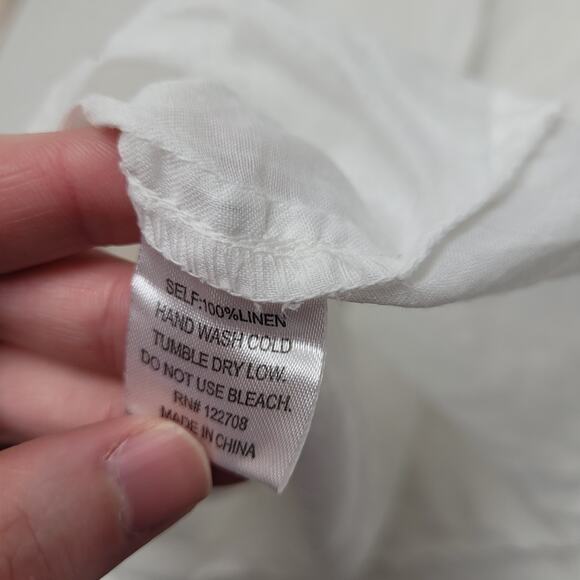 SELF:100%LINEN
HAND WASH COLD
TUMBLE DRY LOW.
DO NOT USE BLEACH.
RN# 122708
MADE IN CHINA